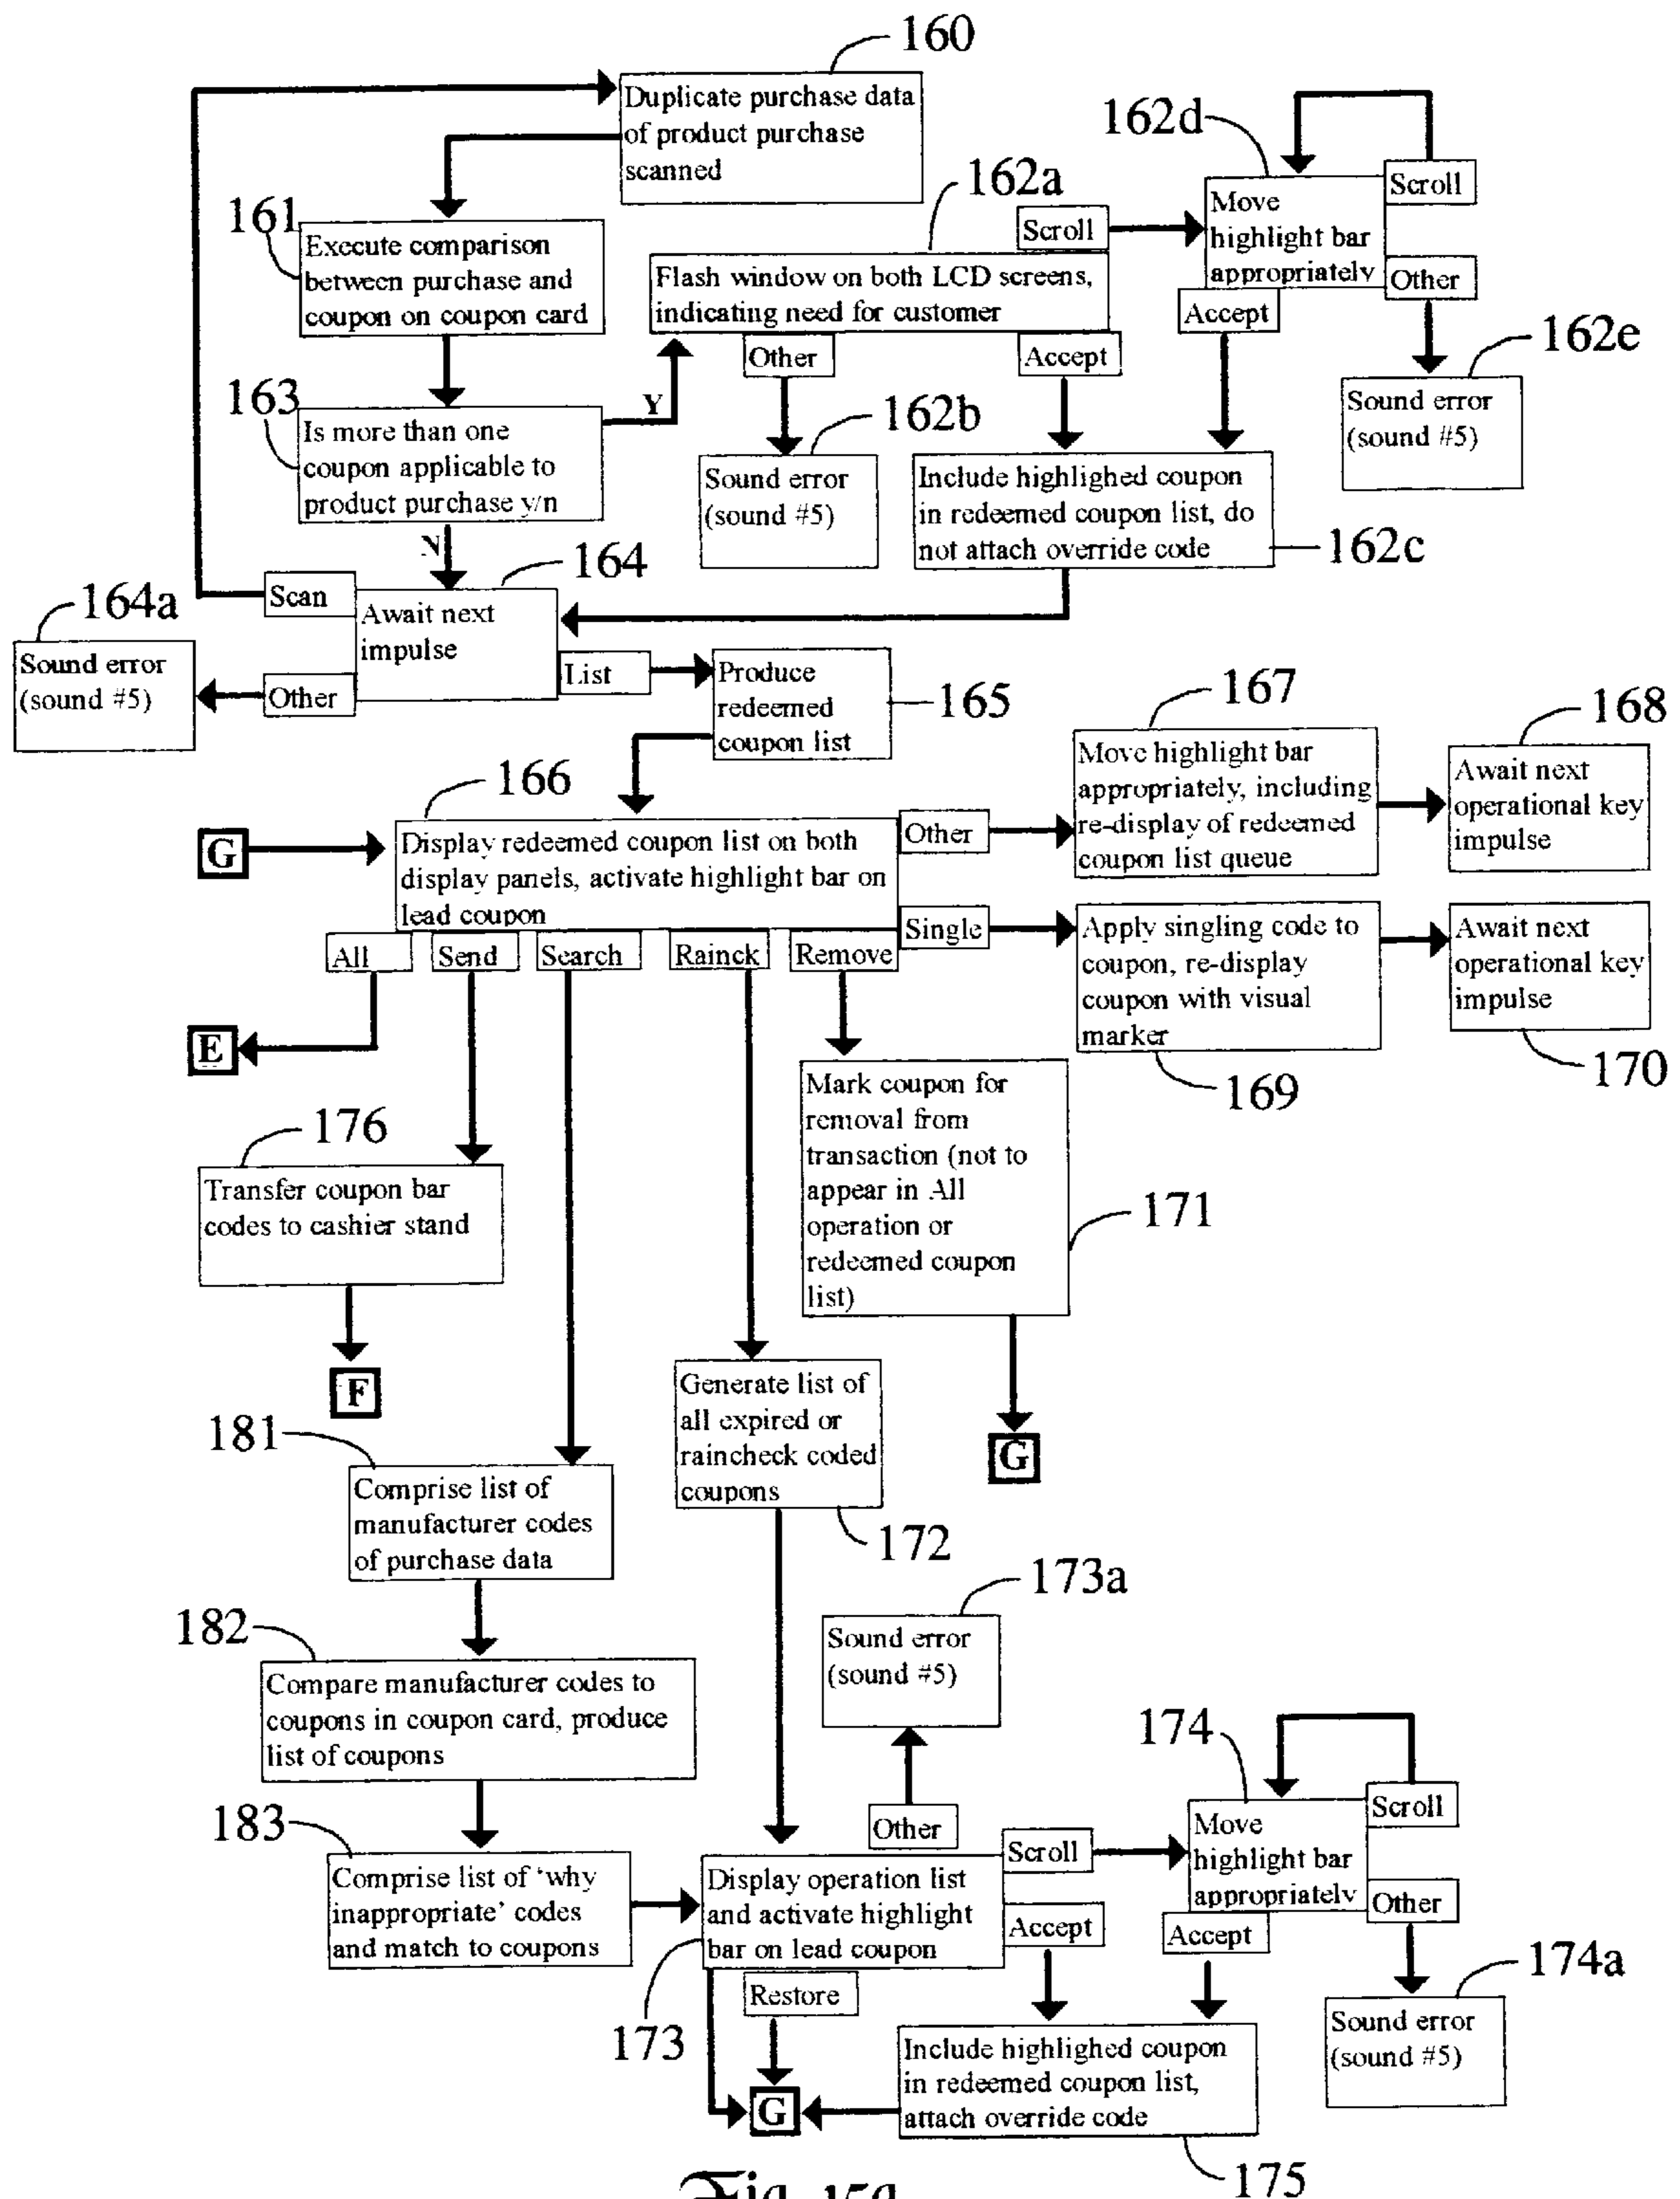 160
Duplicate purchase data
of product purchase
scanned
162d
Scroll
Move
highlight bar
appropriately
Other
Accept
162a
Scroll
161
Execute comparison
between purchase and
coupon on coupon card
Flash window on both LCD screens,
indicating need for customer
Other
Accept
162e
Sound error
(sound #5)
163
Is more than one
coupon applicable to
product purchase y/n
Y
N
162b
Sound error
(sound #5)
Include highlighed coupon
in redeemed coupon list, do
not attach override code
162c
164
Scan
Await next
impulse
164a
Sound error
(sound #5)
Other
List
Produce
redeemed
coupon list
165
167
Move highlight bar
appropriately, including
re-display of redeemed
coupon list queue
168
Await next
operational key
impulse
166
G
Display redeemed coupon list on both
display panels, activate highlight bar on
lead coupon
Other
Single
Apply singling code to
coupon, re-display
coupon with visual
marker
169
Await next
operational key
impulse
170
All
Send
Search
Rainck
Remove
E
176
Transfer coupon bar
codes to cashier stand
F
Mark coupon for
removal from
transaction (not to
appear in All
operation or
redeemed coupon
list)
171
G
Generate list of
all expired or
raincheck coded
coupons
172
181
Comprise list of
manufacturer codes
of purchase data
182
Compare manufacturer codes to
coupons in coupon card, produce
list of coupons
173a
Sound error
(sound #5)
Other
183
Comprise list of ‘why
inappropriate’ codes
and match to coupons
Display operation list
and activate highlight
bar on lead coupon
173
Scroll
Accept
Restore
174
Scroll
Move
highlight bar
appropriately
Other
Accept
174a
Sound error
(sound #5)
G
Include highlighed coupon
in redeemed coupon list,
attach override code
175
Fig. 15a